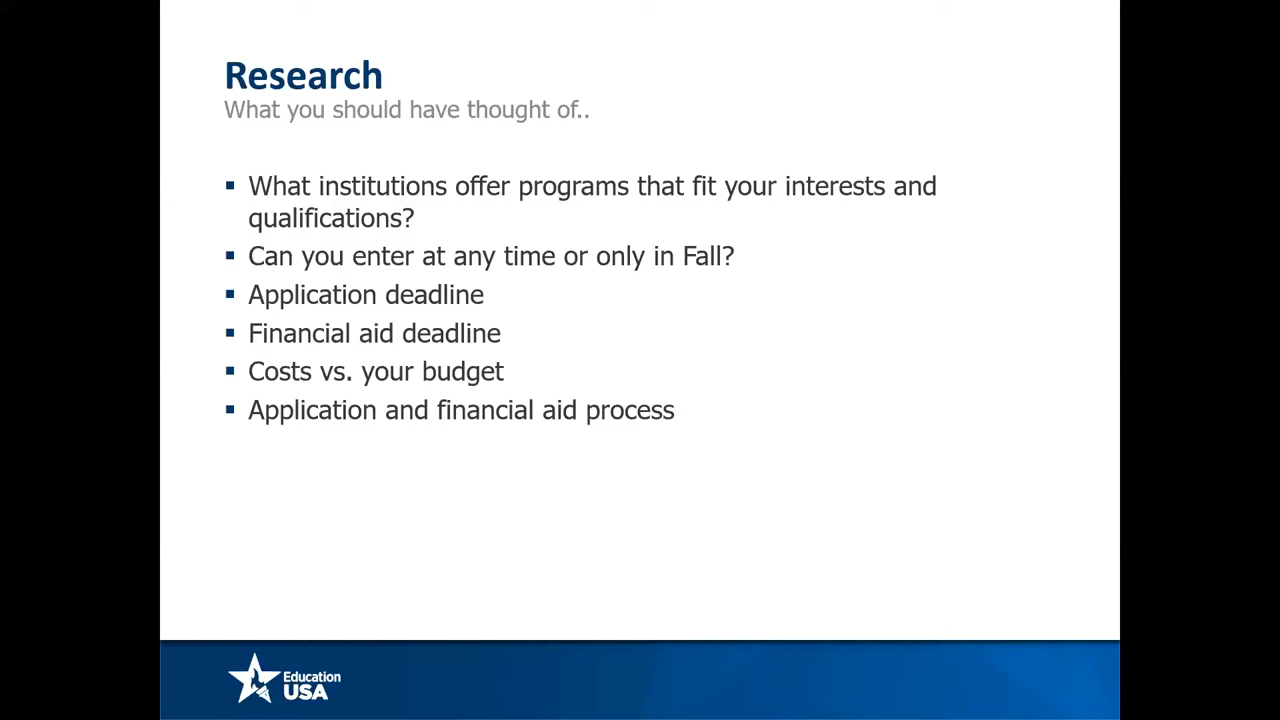 Research
What you should have thought of..
▪ What institutions offer programs that fit your interests and
qualifications?
▪ Can you enter at any time or only in Fall?
▪ Application deadline
▪ Financial aid deadline
▪ Costs vs. your budget
▪ Application and financial aid process
Education
USA